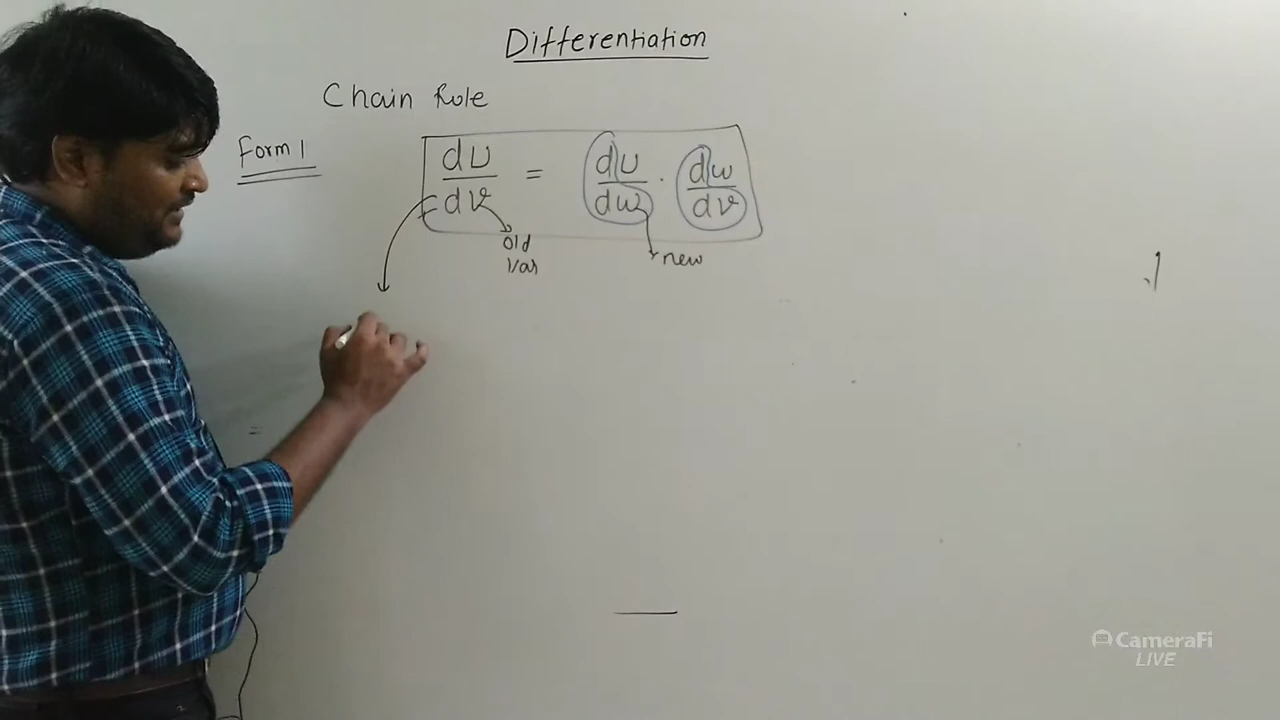 Differentiation
Chain Rule
Form 1
dU/dv = dU/dw · dw/dv
Old
Var
new
CameraFi
LIVE